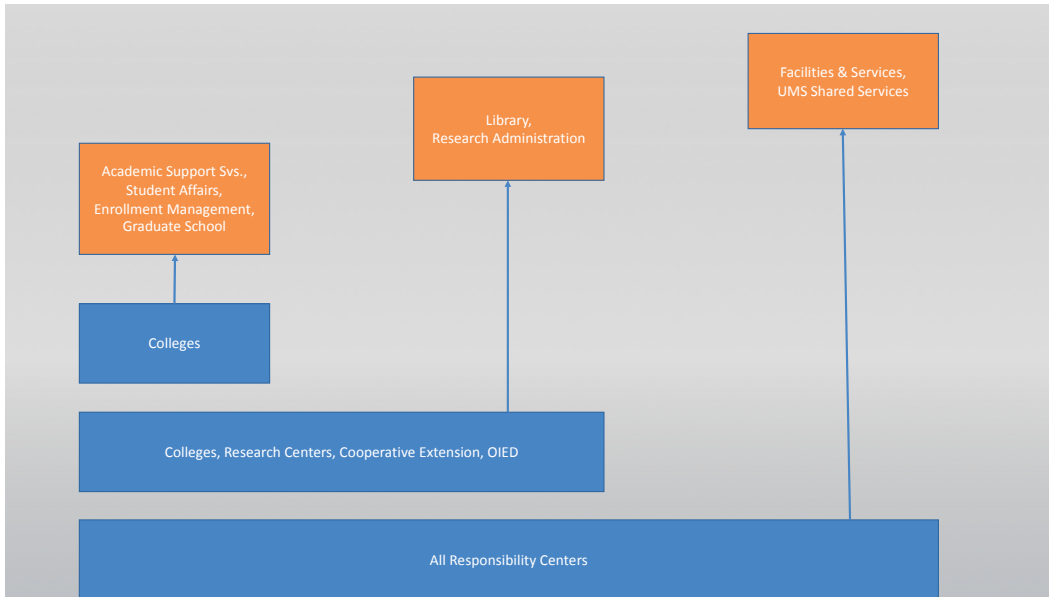 Facilities & Services,
UMS Shared Services
Library,
Research Administration
Academic Support Svs.,
Student Affairs,
Enrollment Management,
Graduate School
Colleges
Colleges, Research Centers, Cooperative Extension, OIED
All Responsibility Centers